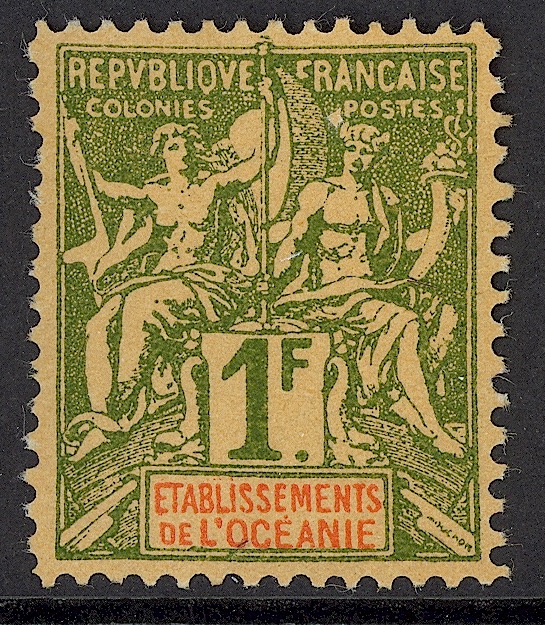 REPVBLIQVE FRANCAISE
COLONIES POSTES
1F.
ETABLISSEMENTS
DE L'OCÉANIE